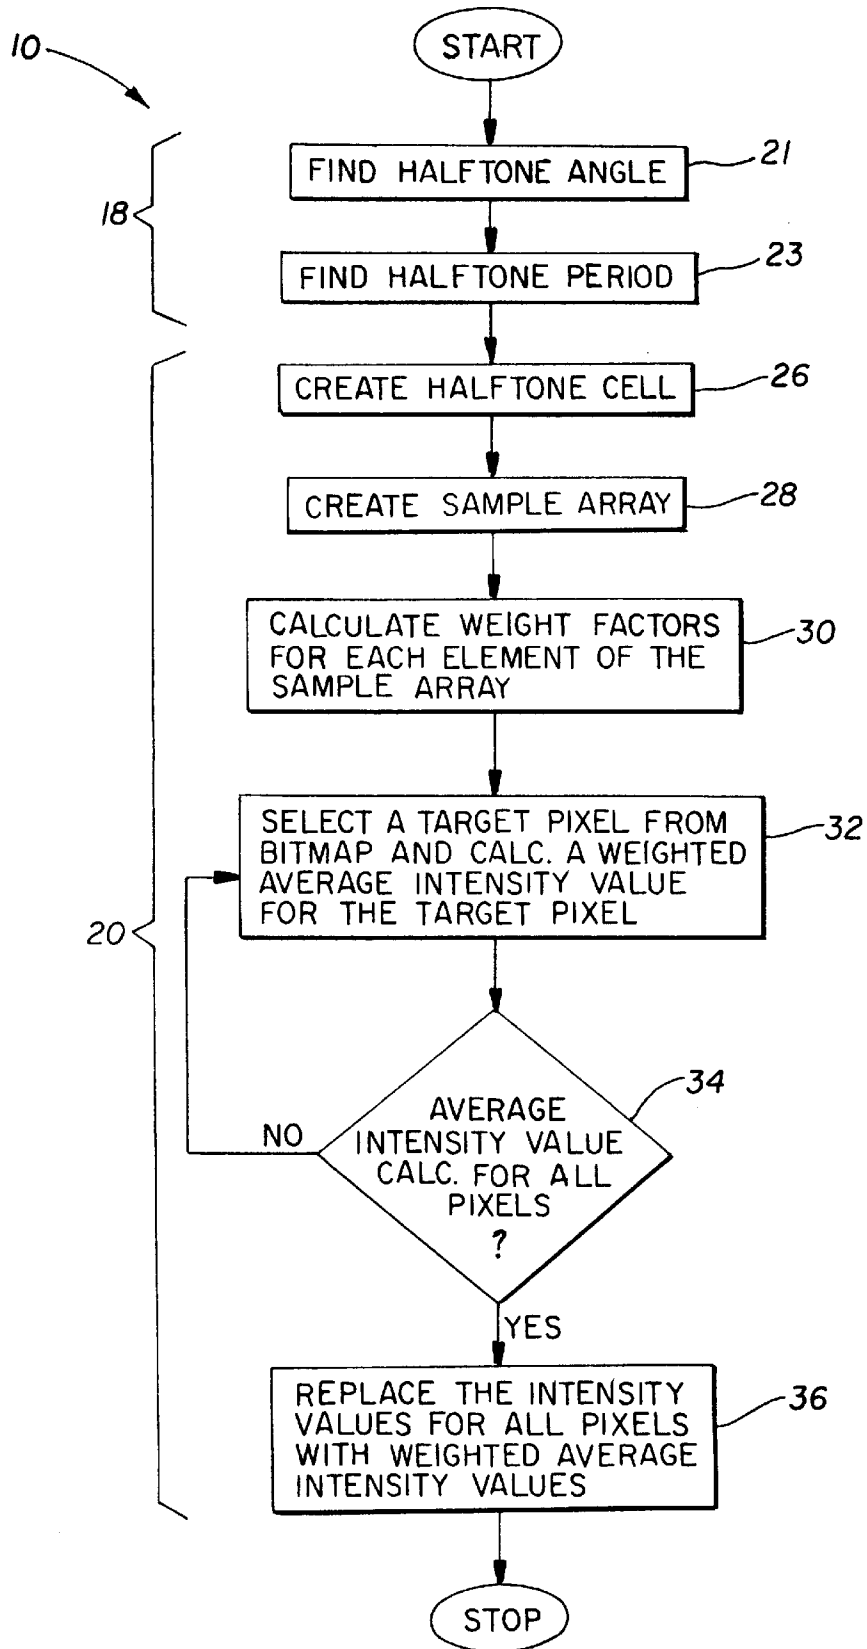 START
10
FIND HALFTONE ANGLE
21
18
FIND HALFTONE PERIOD
23
CREATE HALFTONE CELL
26
CREATE SAMPLE ARRAY
28
CALCULATE WEIGHT FACTORS
FOR EACH ELEMENT OF THE
SAMPLE ARRAY
30
SELECT A TARGET PIXEL FROM
BITMAP AND CALC. A WEIGHTED
AVERAGE INTENSITY VALUE
FOR THE TARGET PIXEL
32
20
AVERAGE
INTENSITY VALUE
CALC. FOR ALL
PIXELS
?
34
NO
YES
REPLACE THE INTENSITY
VALUES FOR ALL PIXELS
WITH WEIGHTED AVERAGE
INTENSITY VALUES
36
STOP